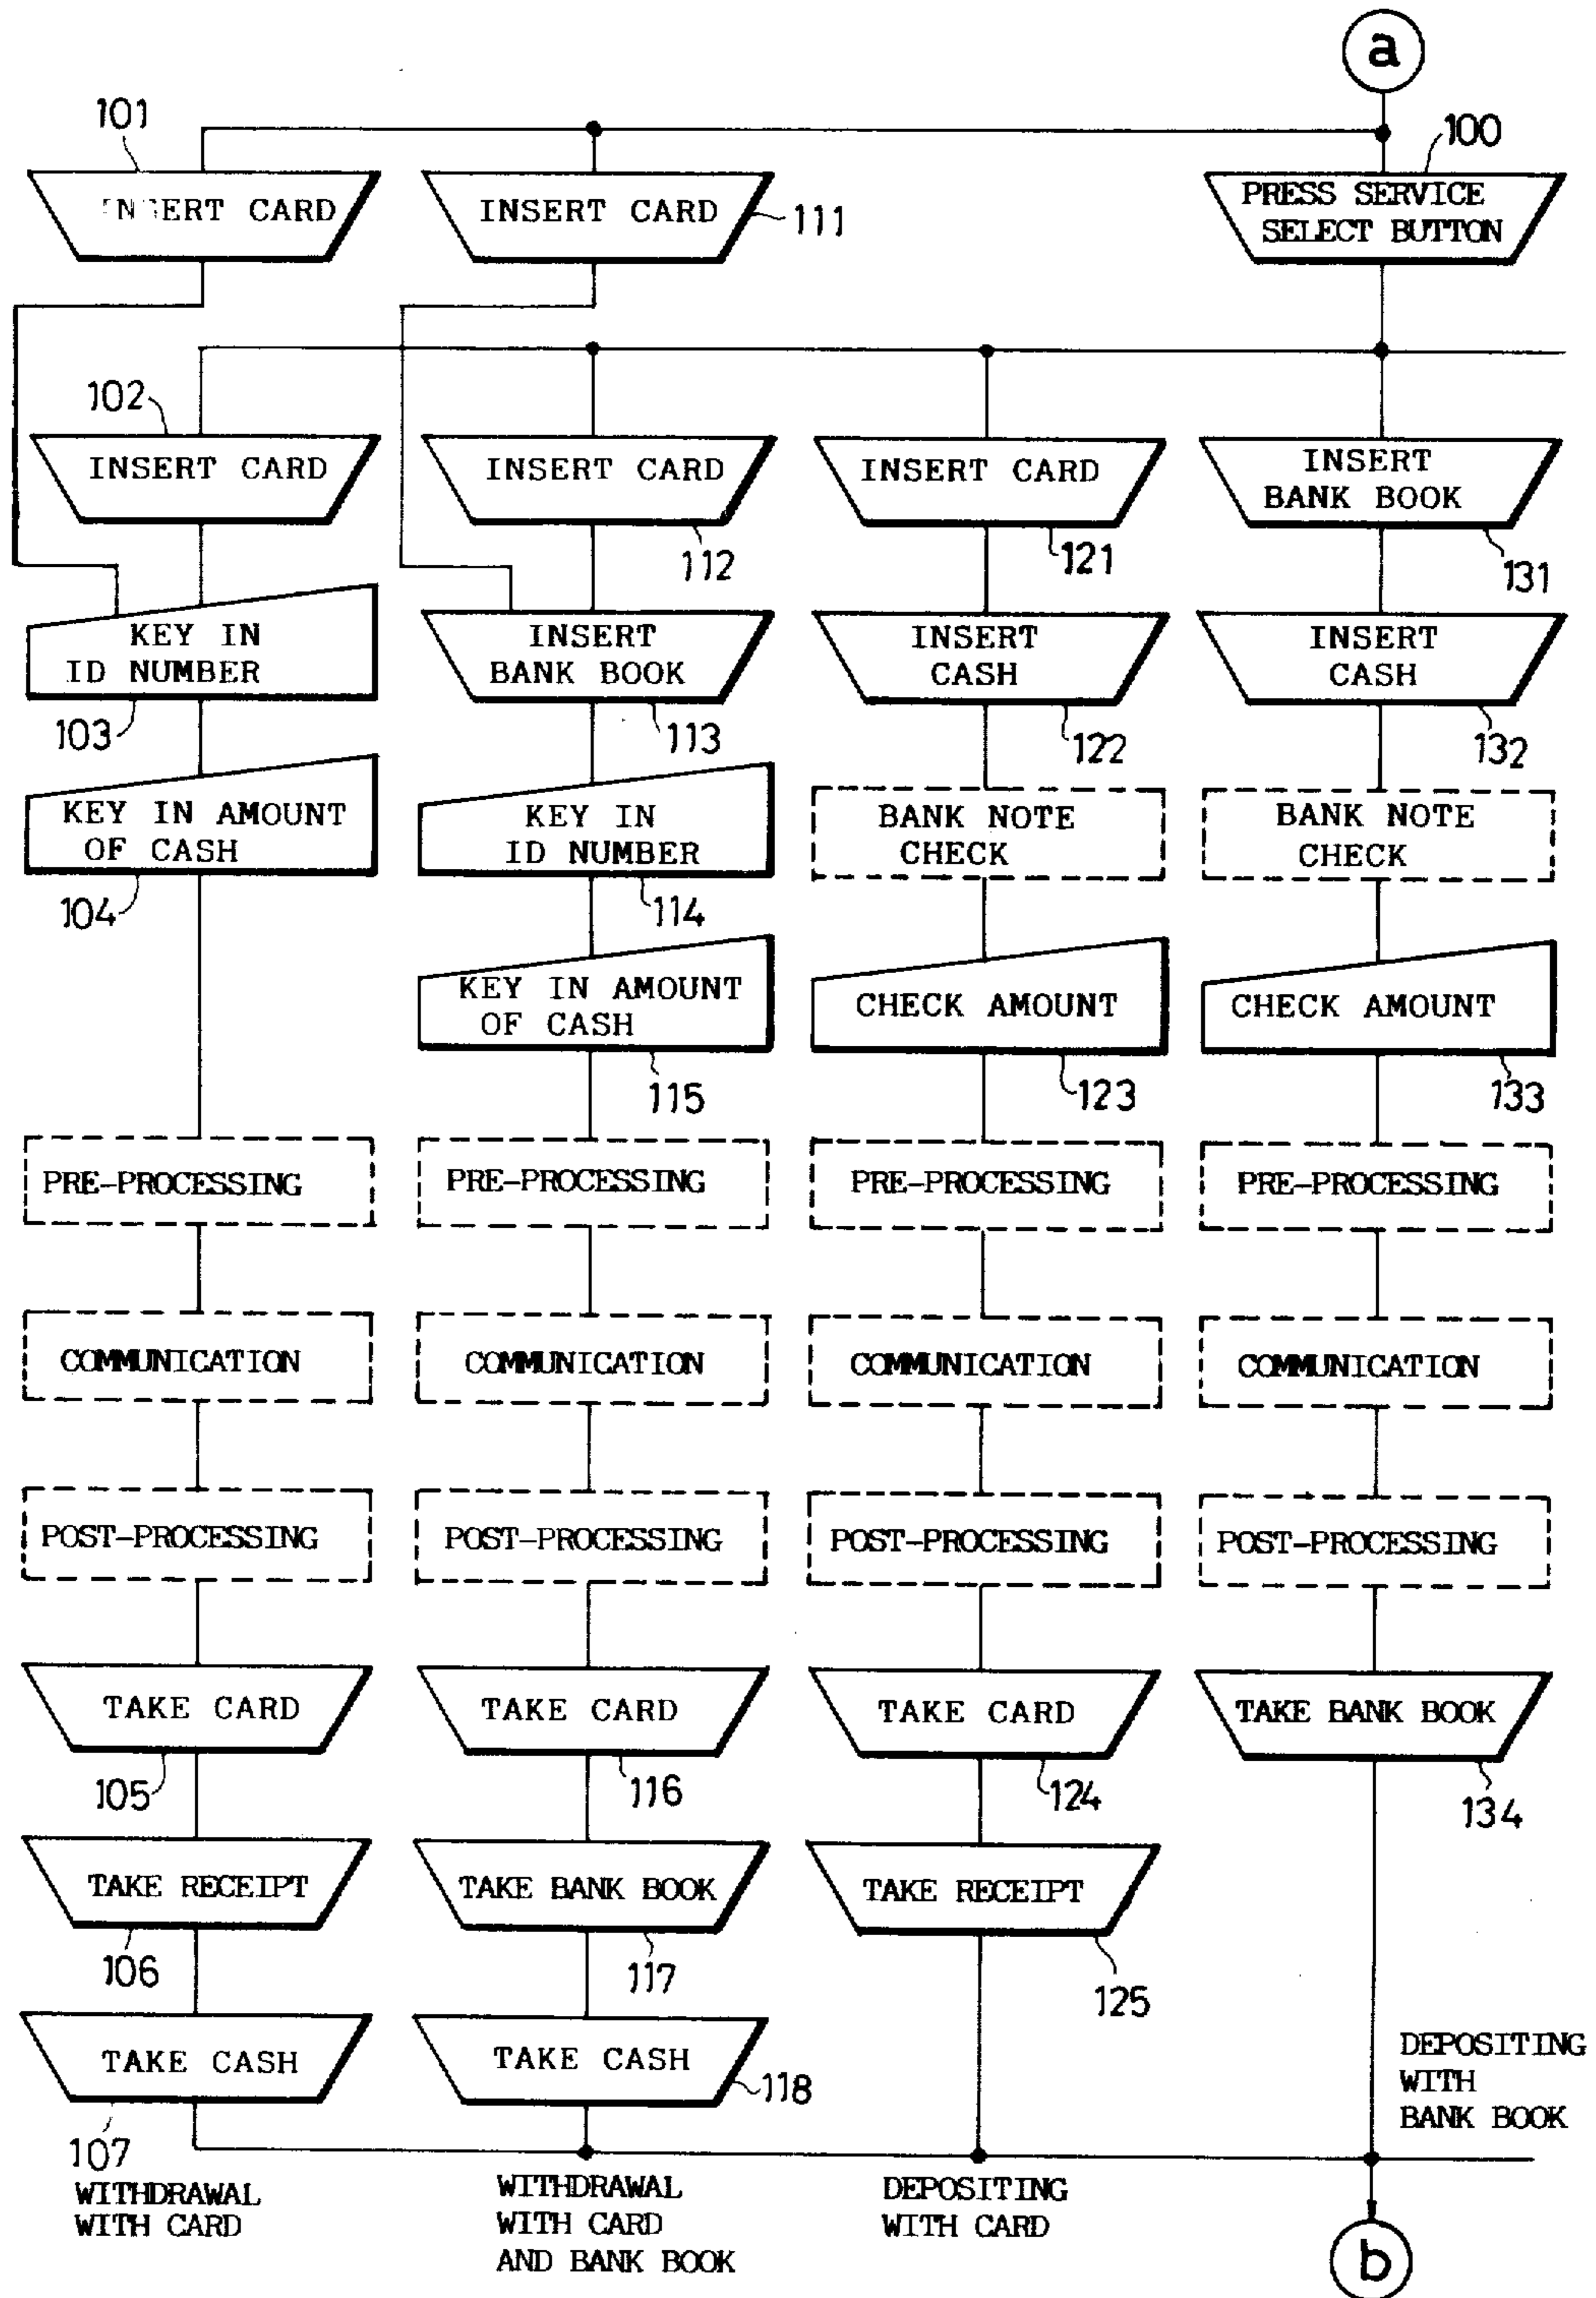 a
101
100
INSERT CARD
INSERT CARD
111
PRESS SERVICE
SELECT BUTTON
102
INSERT CARD
INSERT CARD
112
INSERT CARD
121
INSERT
BANK BOOK
131
KEY IN
ID NUMBER
103
INSERT
BANK BOOK
113
INSERT
CASH
122
INSERT
CASH
132
KEY IN AMOUNT
OF CASH
104
KEY IN
ID NUMBER
114
BANK NOTE
CHECK
BANK NOTE
CHECK
KEY IN AMOUNT
OF CASH
115
CHECK AMOUNT
123
CHECK AMOUNT
133
PRE-PROCESSING
PRE-PROCESSING
PRE-PROCESSING
PRE-PROCESSING
COMMUNICATION
COMMUNICATION
COMMUNICATION
COMMUNICATION
POST-PROCESSING
POST-PROCESSING
POST-PROCESSING
POST-PROCESSING
TAKE CARD
105
TAKE CARD
116
TAKE CARD
124
TAKE BANK BOOK
134
TAKE RECEIPT
106
TAKE BANK BOOK
117
TAKE RECEIPT
125
TAKE CASH
107
TAKE CASH
118
DEPOSITING
WITH
BANK BOOK
WITHDRAWAL
WITH CARD
WITHDRAWAL
WITH CARD
AND BANK BOOK
DEPOSITING
WITH CARD
b